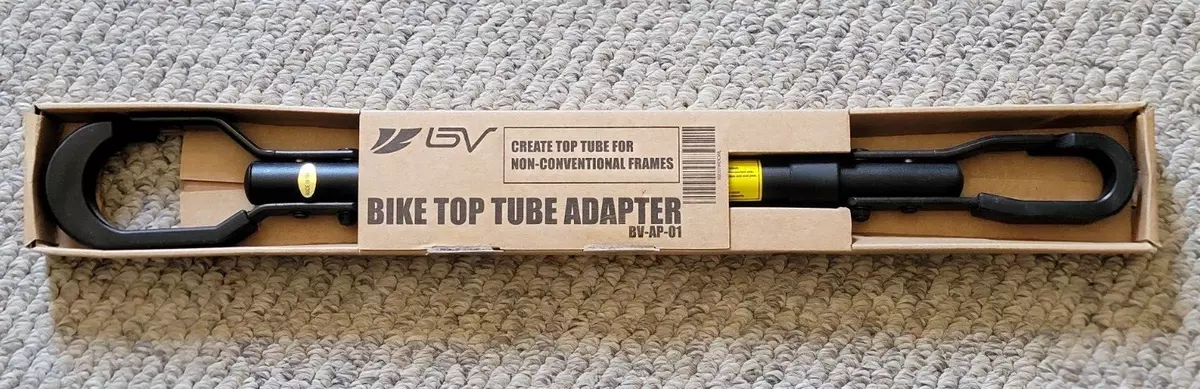 BV
CREATE TOP TUBE FOR
NON-CONVENTIONAL FRAMES
BIKE TOP TUBE ADAPTER
BV-AP-01